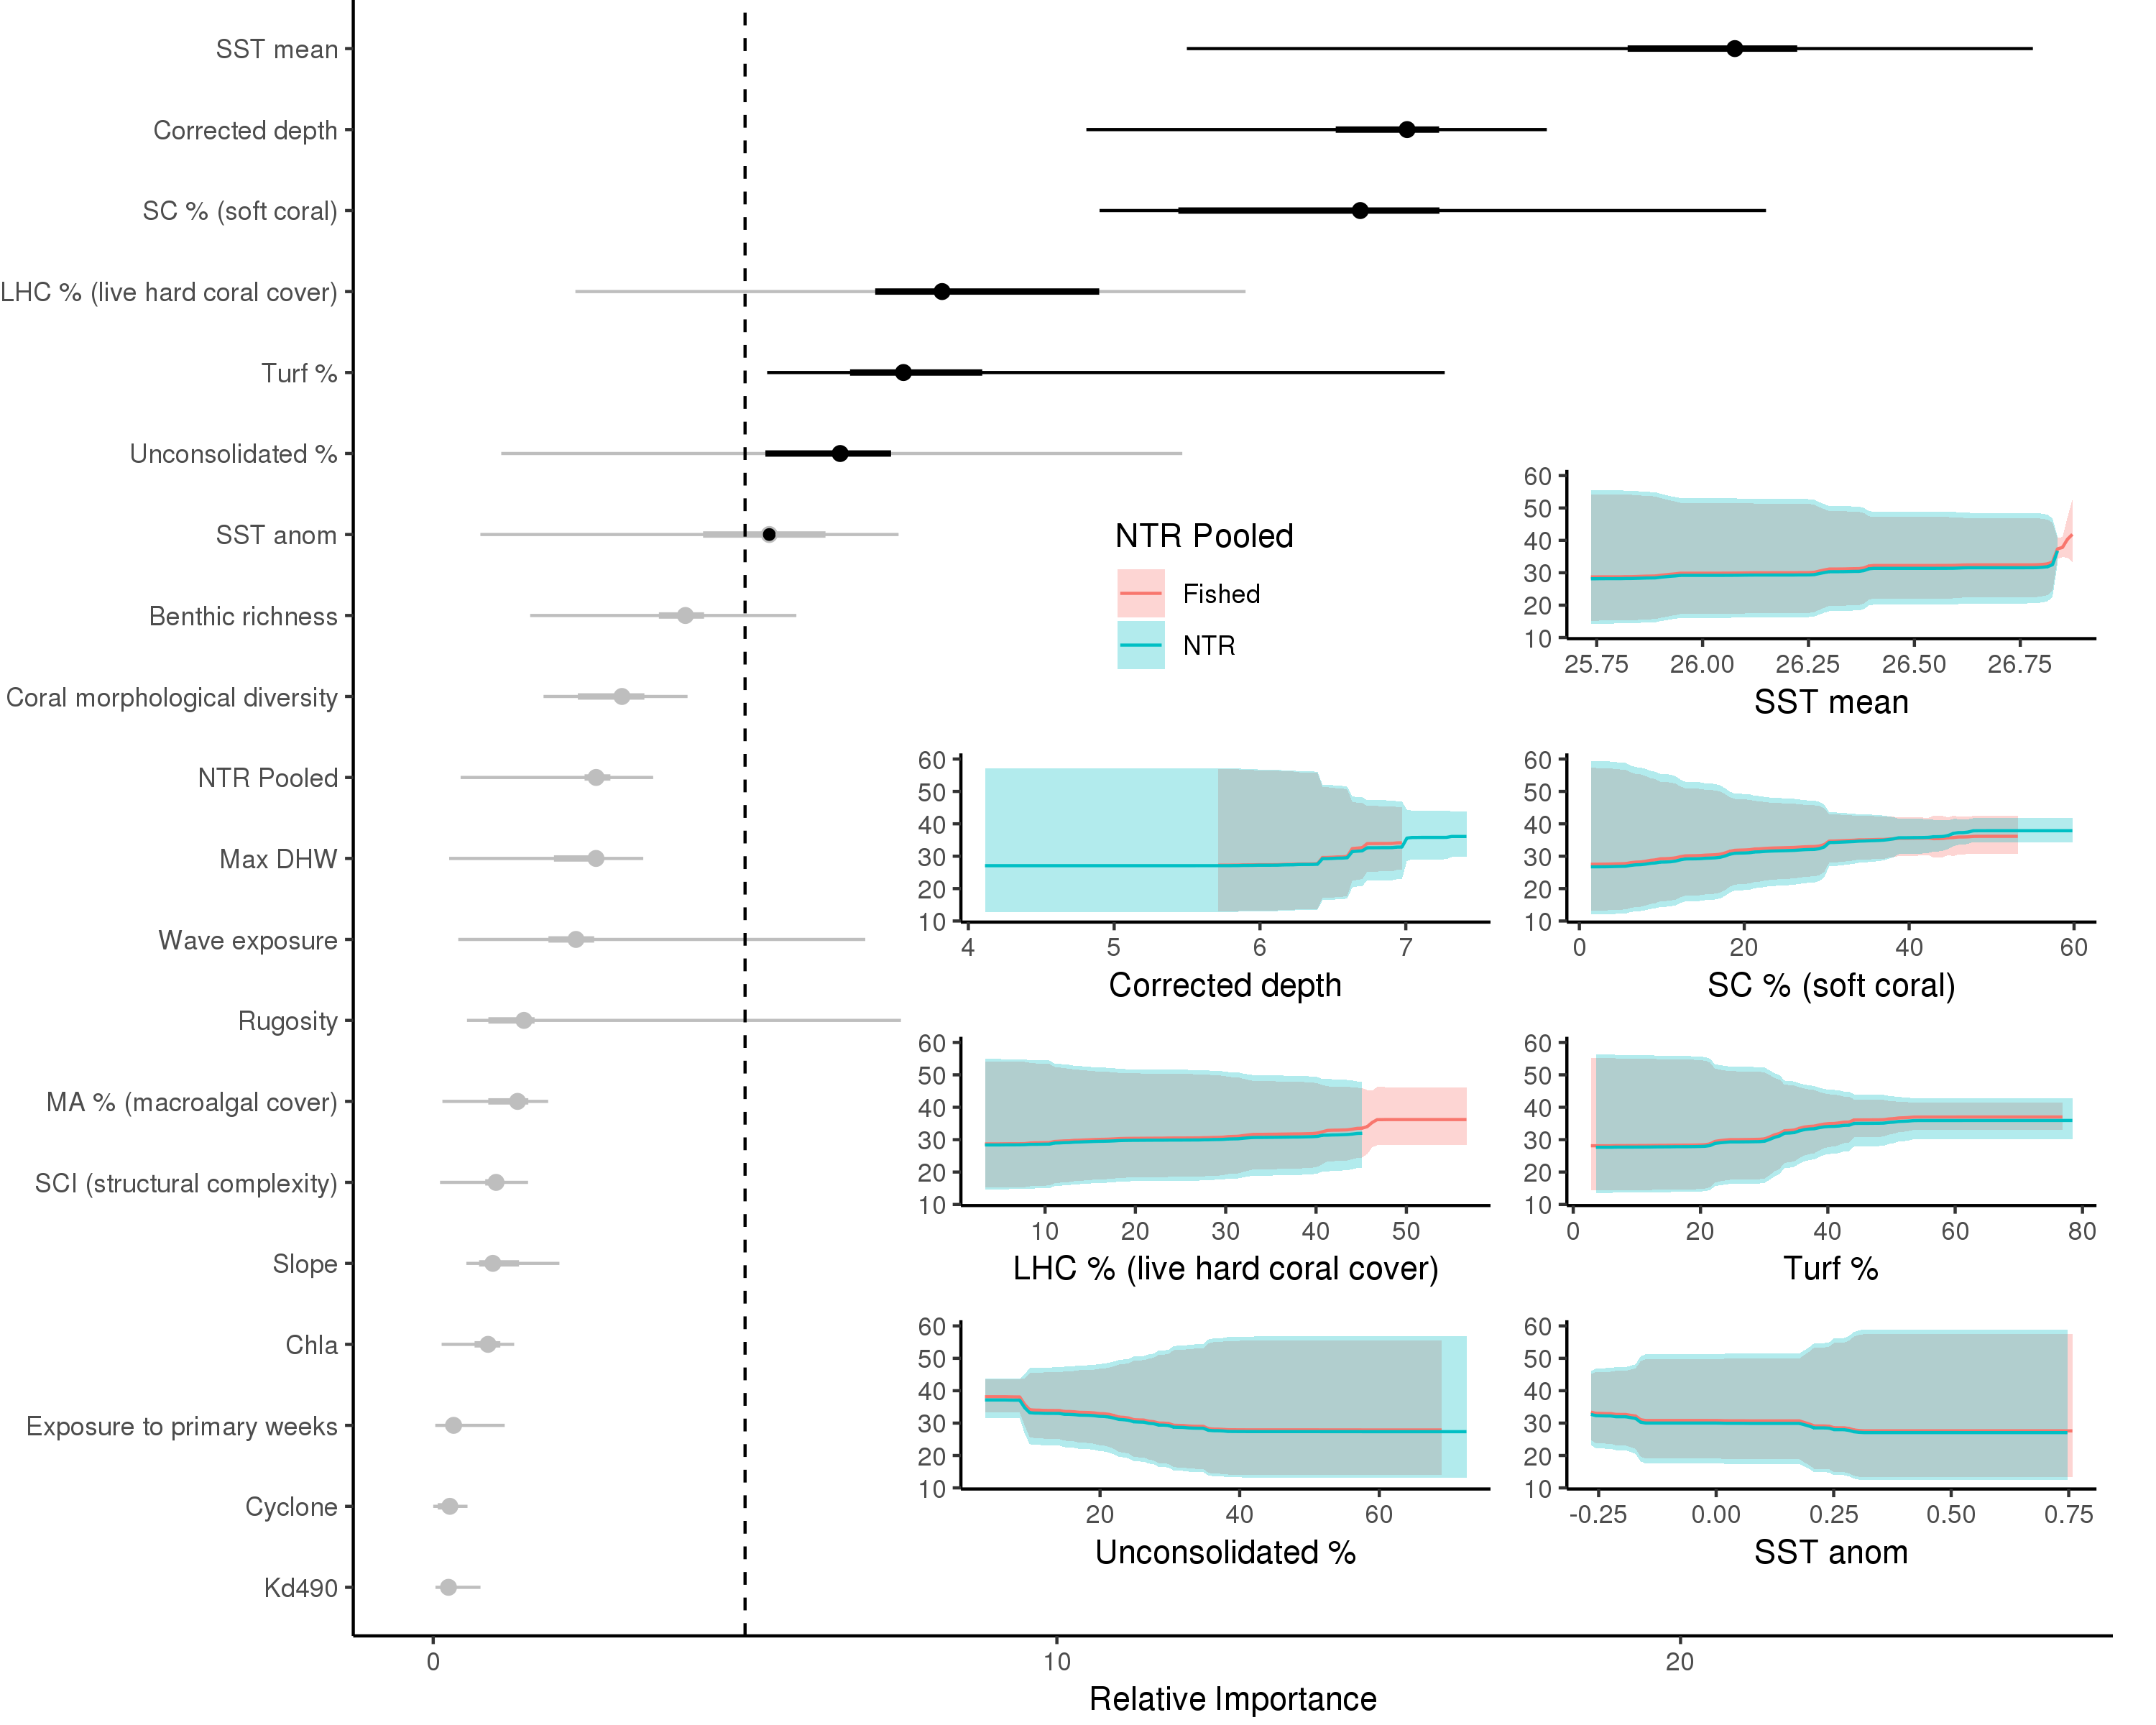 SST mean
Corrected depth
SC % (soft coral)
LHC % (live hard coral cover)
Turf %
Unconsolidated %
SST anom
Benthic richness
Coral morphological diversity
NTR Pooled
Max DHW
Wave exposure
Rugosity
MA % (macroalgal cover)
SCI (structural complexity)
Slope
Chla
Exposure to primary weeks
Cyclone
Kd490
0 10 20
Relative Importance
NTR Pooled
Fished
NTR
60
50
40
30
20
10
25.75 26.00 26.25 26.50 26.75
SST mean
60
50
40
30
20
10
4 5 6 7
Corrected depth
60
50
40
30
20
10
0 20 40 60
SC % (soft coral)
60
50
40
30
20
10
10 20 30 40 50
LHC % (live hard coral cover)
60
50
40
30
20
10
0 20 40 60 80
Turf %
60
50
40
30
20
10
20 40 60
Unconsolidated %
60
50
40
30
20
10
-0.25 0.00 0.25 0.50 0.75
SST anom